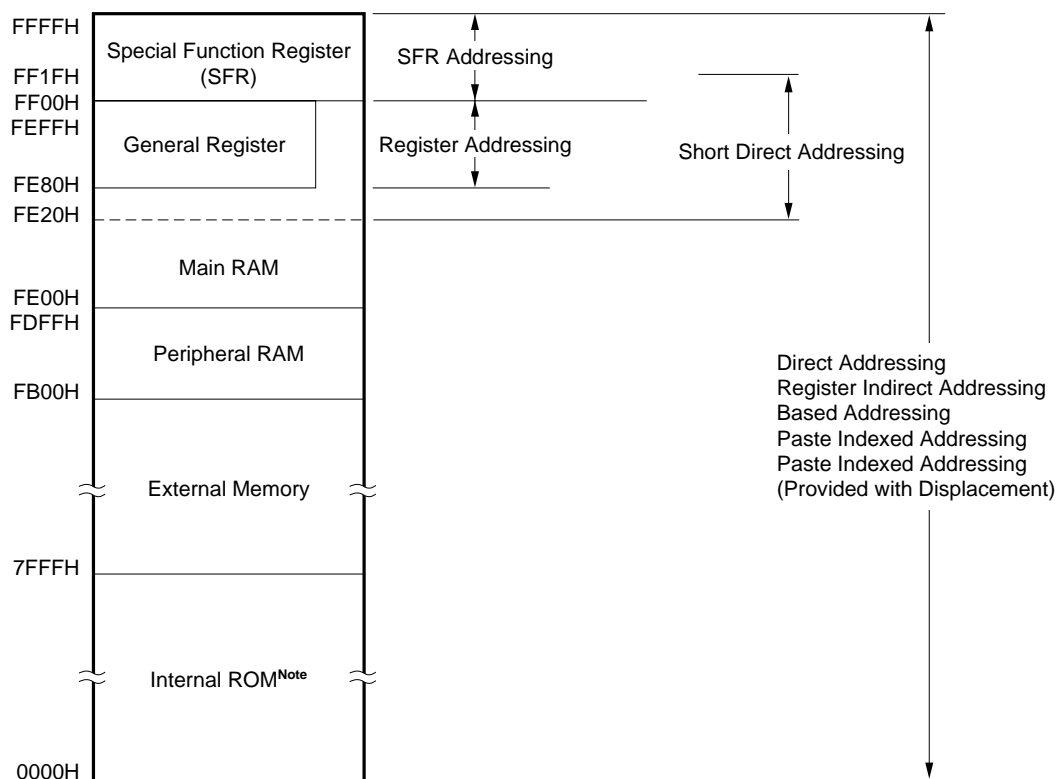 FFFFH
Special Function Register
(SFR)
SFR Addressing
FF1FH
FF00H
FEFFH
General Register
Register Addressing
Short Direct Addressing
FE80H
FE20H
Main RAM
FE00H
FDFFH
Peripheral RAM
FB00H
Direct Addressing
Register Indirect Addressing
Based Addressing
Paste Indexed Addressing
Paste Indexed Addressing
(Provided with Displacement)
External Memory
7FFFH
Internal ROMNote
0000H